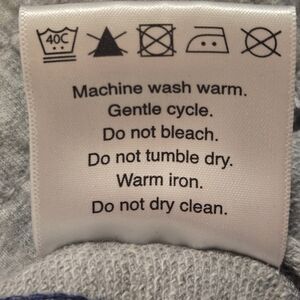 40C
Machine wash warm.
Gentle cycle.
Do not bleach.
Do not tumble dry.
Warm iron.
Do not dry clean.